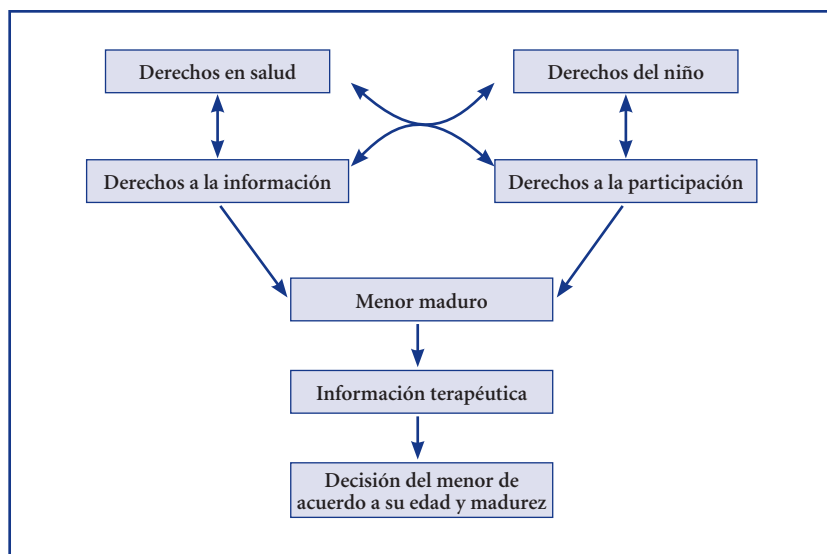 Derechos en salud
Derechos del niño
Derechos a la información
Derechos a la participación
Menor maduro
Información terapéutica
Decisión del menor de
acuerdo a su edad y madurez